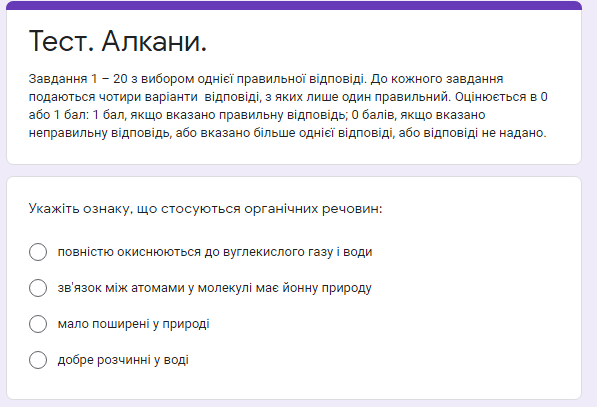 Тест. Алкани.
Завдання 1 – 20 з вибором однієї правильної відповіді. До кожного завдання
подаються чотири варіанти відповіді, з яких лише один правильний. Оцінюється в 0
або 1 бал: 1 бал, якщо вказано правильну відповідь; 0 балів, якщо вказано
неправильну відповідь, або вказано більше однієї відповіді, або відповіді не надано.
Укажіть ознаку, що стосуються органічних речовин:
повністю окиснюються до вуглекислого газу і води
зв'язок між атомами у молекулі має йонну природу
мало поширені у природі
добре розчинні у воді